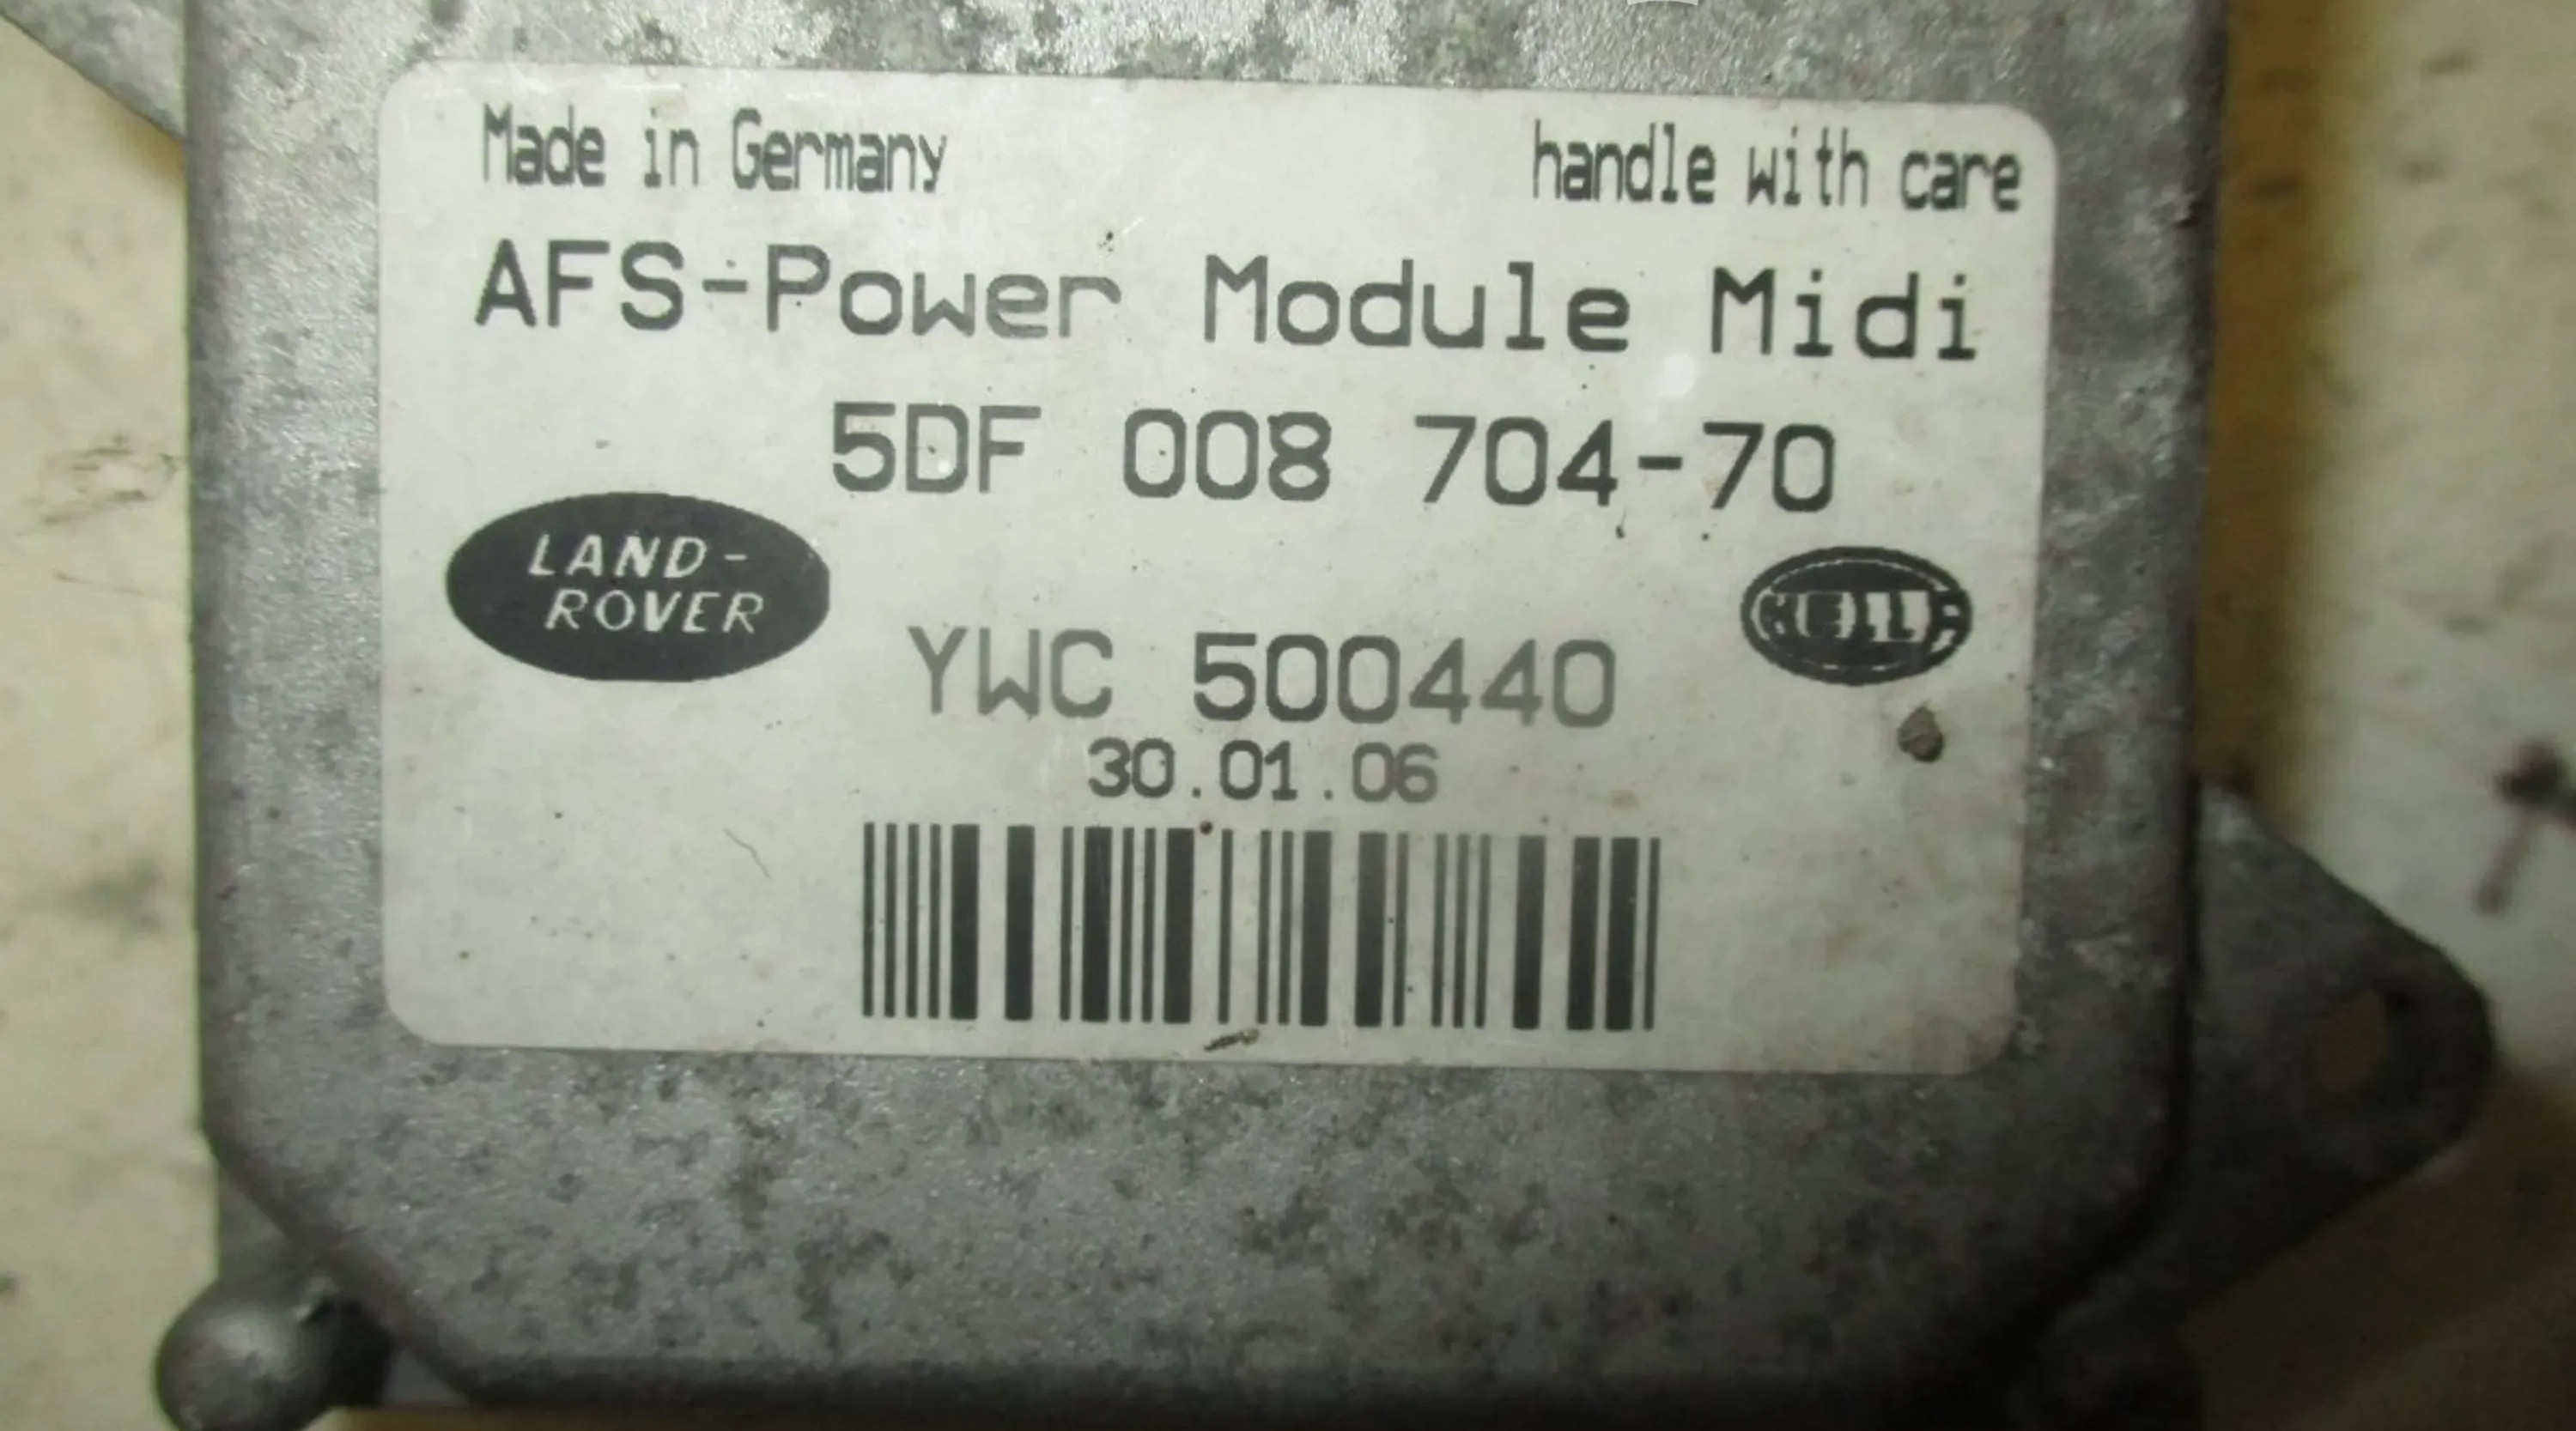 Made in Germany handle with care
AFS-Power Module Midi
5DF 008 704-70
LAND-
ROVER
HELLA
YWC 500440
30.01.06